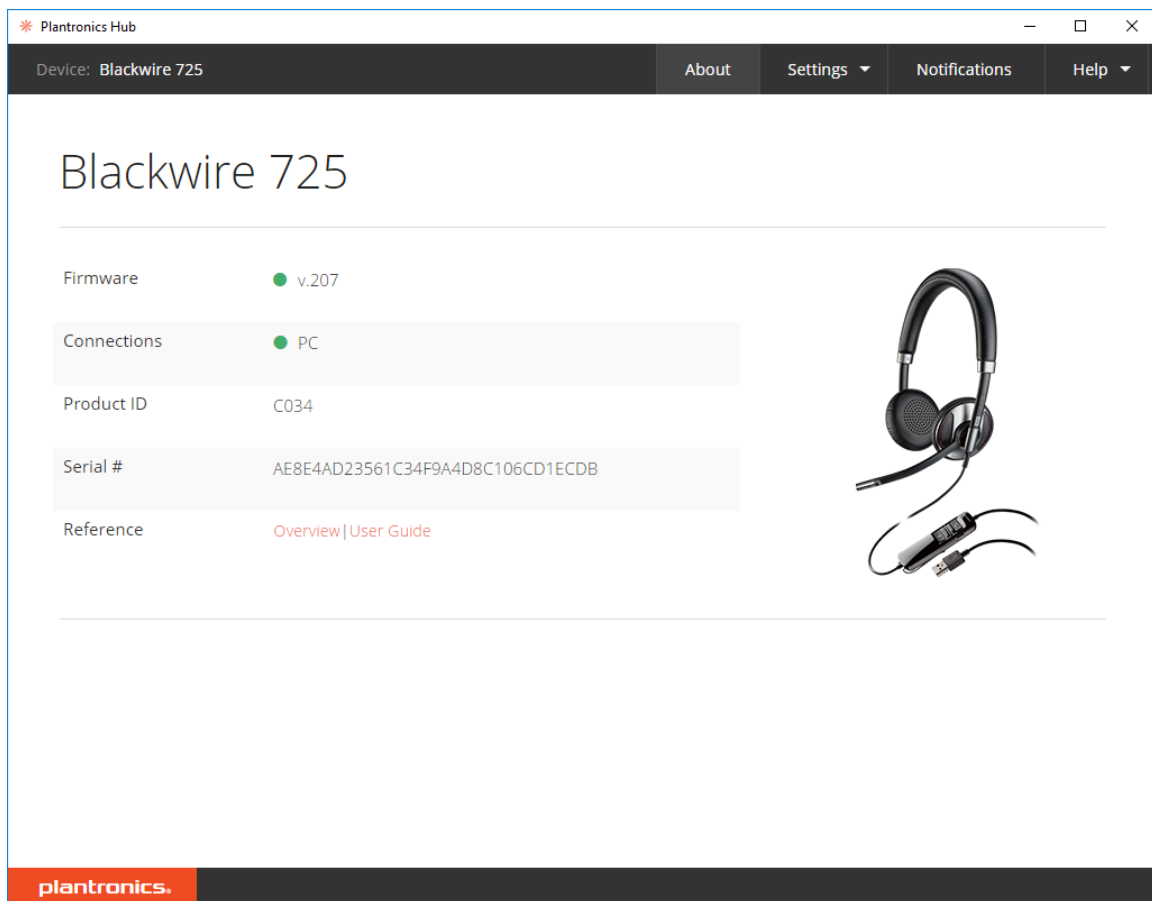 Plantronics Hub
Device: Blackwire 725 About Settings Notifications Help
Blackwire 725
Firmware v.207
Connections PC
Product ID C034
Serial # AE8E4AD23561C34F9A4D8C106CD1ECDB
Reference Overview|User Guide
plantronics.